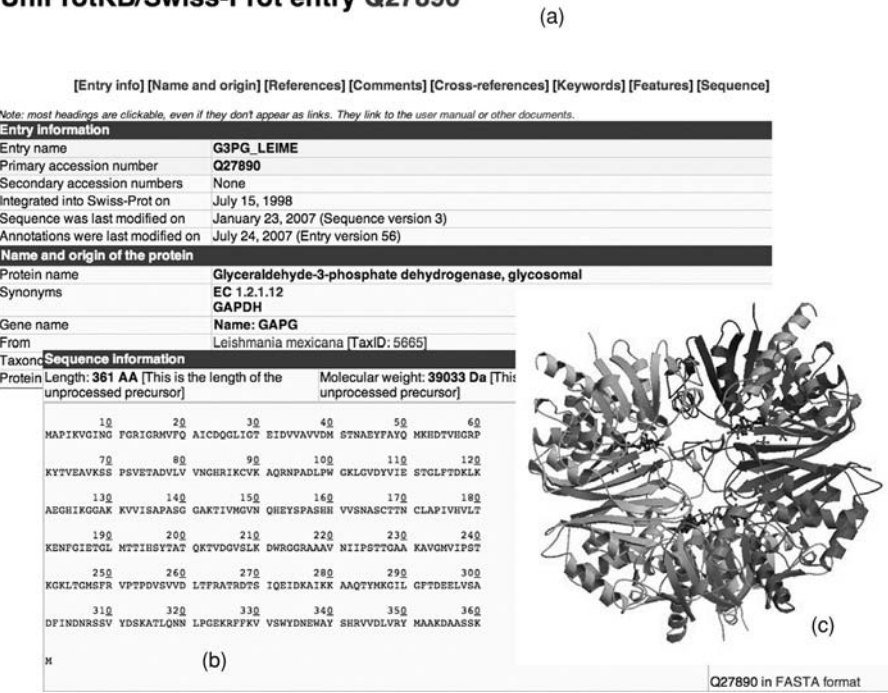 UniProtKB/Swiss-Prot entry Q27890
(a)
[Entry info] [Name and origin] [References] [Comments] [Cross-references] [Keywords] [Features] [Sequence]
Note: most headings are clickable, even if they don't appear as links. They link to the user manual or other documents.
Entry information
Entry name G3PG_LEIME
Primary accession number Q27890
Secondary accession numbers None
Integrated into Swiss-Prot on July 15, 1998
Sequence was last modified on January 23, 2007 (Sequence version 3)
Annotations were last modified on July 24, 2007 (Entry version 56)
Name and origin of the protein
Protein name Glyceraldehyde-3-phosphate dehydrogenase, glycosomal
Synonyms EC 1.2.1.12
GAPDH
Gene name Name: GAPG
From Leishmania mexicana [TaxID: 5665]
Taxono
Sequence information
Protein
Length: 361 AA [This is the length of the unprocessed precursor]
Molecular weight: 39033 Da [This
unprocessed precursor]
10 20 30 40 50 60
MAPIKVGING FGRIGRMVFQ AICDQGLIGT EIDVVAVVDM STNAEYFAYQ MKHDTVHGRP
70 80 90 100 110 120
KYTVEAVKSS PSVETADVLV VNGHRIKCVK AQRNPADLPW GKLGVDYVIE STGLFTDKLK
130 140 150 160 170 180
AEGHIKGGAK KVVISAPASG GAKTIVMGVN QHEYSPASHH VVSNASCTTN CLAPIVHVLT
190 200 210 220 230 240
KENFGIETGL MTTIHSYTAT QKTVDGVSLK DWRGGRAAAV NIIPSTTGAA KAVGMVIPST
250 260 270 280 290 300
KGKLTGMSFR VPTPDVSVVD LTFRATRDTS IQEIDKAIKK AAQTYMKGIL GFTDEELVSA
310 320 330 340 350 360
DFINDNRSSV YDSKATLQNN LPGEKRFFKV VSWYDNEWAY SHRVVDLVRY MAAKDAASSK
M
(b)
(c)
Q27890 in FASTA format